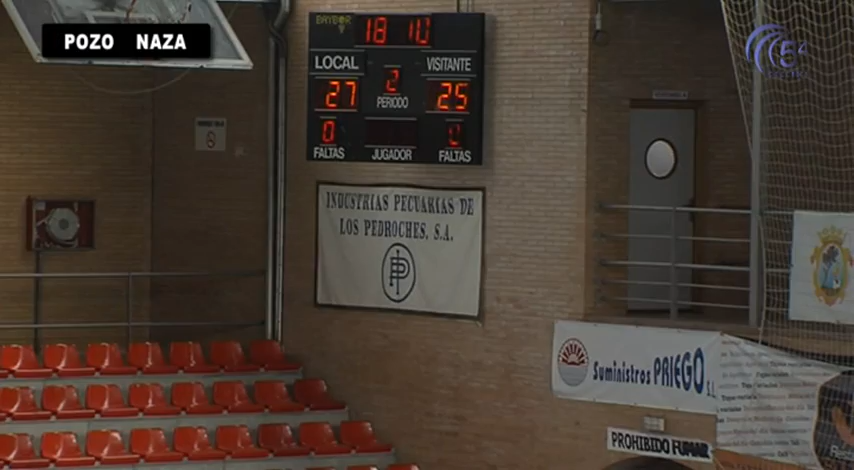 POZO NAZA
BAYBOR
18 10
LOCAL
VISITANTE
27
2
25
PERIODO
0
FALTAS
JUGADOR
FALTAS
INDUSTRIAS PECUARIAS DE
LOS PEDROCHES, S.A.
Suministros PRIEGO S.L.
PROHIBIDO FUMAR